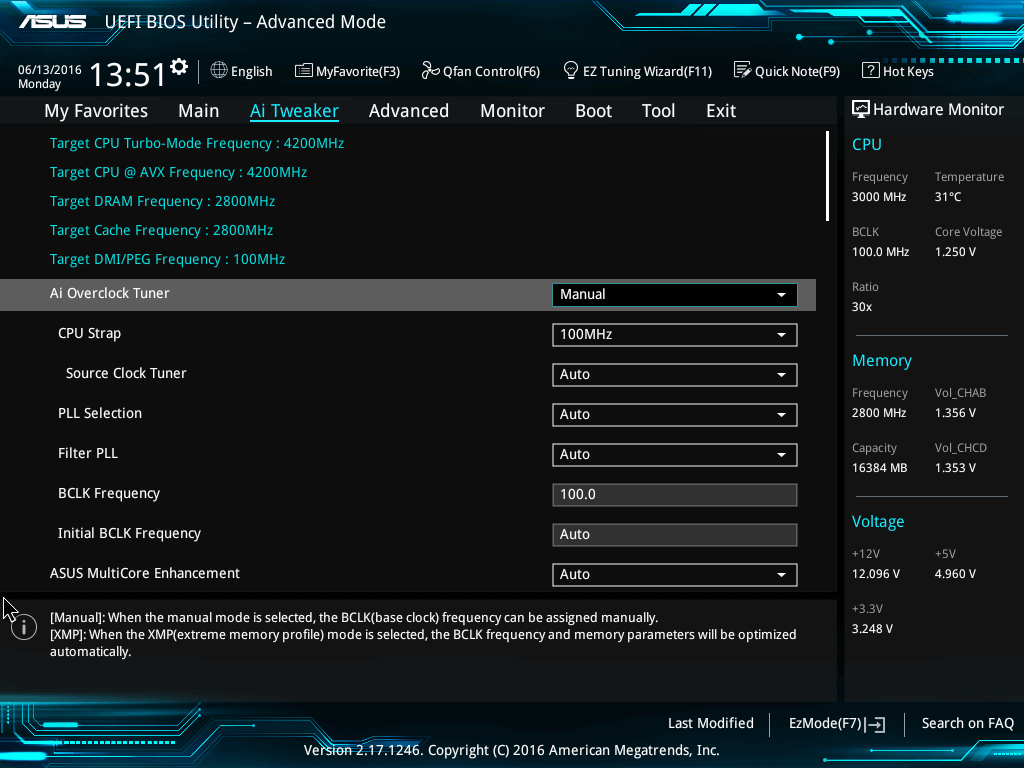 ASUS UEFI BIOS Utility – Advanced Mode
06/13/2016
Monday
13:51
English
MyFavorite(F3)
Qfan Control(F6)
EZ Tuning Wizard(F11)
Quick Note(F9)
? Hot Keys
My Favorites
Main
Ai Tweaker
Advanced
Monitor
Boot
Tool
Exit
Target CPU Turbo-Mode Frequency : 4200MHz
Target CPU @ AVX Frequency : 4200MHz
Target DRAM Frequency : 2800MHz
Target Cache Frequency : 2800MHz
Target DMI/PEG Frequency : 100MHz
Ai Overclock Tuner Manual
CPU Strap 100MHz
Source Clock Tuner Auto
PLL Selection Auto
Filter PLL Auto
BCLK Frequency 100.0
Initial BCLK Frequency Auto
ASUS MultiCore Enhancement Auto
[Manual]: When the manual mode is selected, the BCLK(base clock) frequency can be assigned manually.
[XMP]: When the XMP(extreme memory profile) mode is selected, the BCLK frequency and memory parameters will be optimized
automatically.
Hardware Monitor
CPU
Frequency Temperature
3000 MHz 31°C
BCLK Core Voltage
100.0 MHz 1.250 V
Ratio
30x
Memory
Frequency Vol_CHAB
2800 MHz 1.356 V
Capacity Vol_CHCD
16384 MB 1.353 V
Voltage
+12V +5V
12.096 V 4.960 V
+3.3V
3.248 V
Last Modified
EzMode(F7)
Search on FAQ
Version 2.17.1246. Copyright (C) 2016 American Megatrends, Inc.